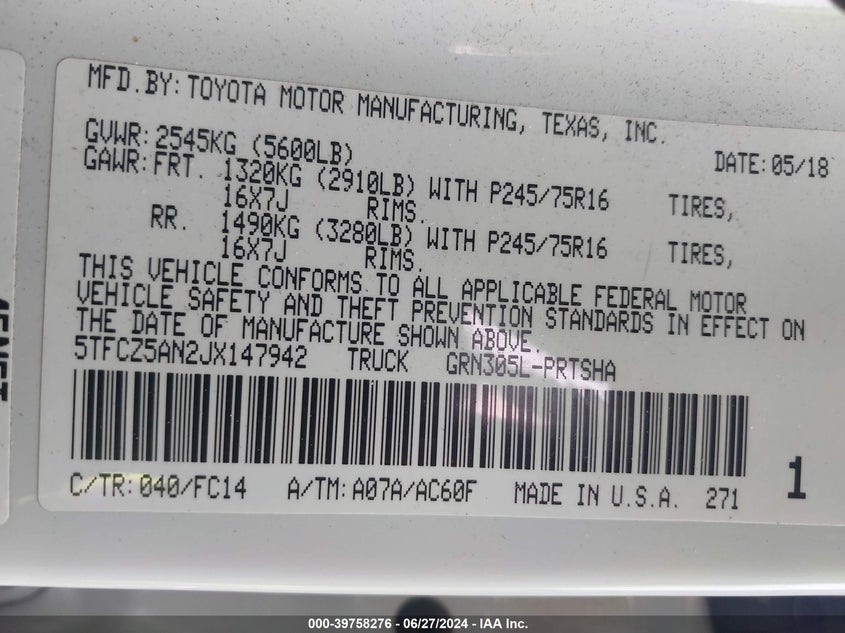 MFD.BY:TOYOTA MOTOR MANUFACTURING, TEXAS, INC.
GVWR:2545KG (5600LB) DATE:05/18
GAWR:FRT. 1320KG (2910LB) WITH P245/75R16 TIRES,
16X7J RIMS.
RR. 1490KG (3280LB) WITH P245/75R16 TIRES,
16X7J RIMS.
THIS VEHICLE CONFORMS TO ALL APPLICABLE FEDERAL MOTOR
VEHICLE SAFETY AND THEFT PREVENTION STANDARDS IN EFFECT ON
THE DATE OF MANUFACTURE SHOWN ABOVE.
5TFCZ5AN2JX147942 TRUCK GRN305L-PRTSHA
C/TR:040/FC14 A/TM:A07A/AC60F MADE IN U.S.A. 271 1
000-39758276 - 06/27/2024 - IAA Inc.